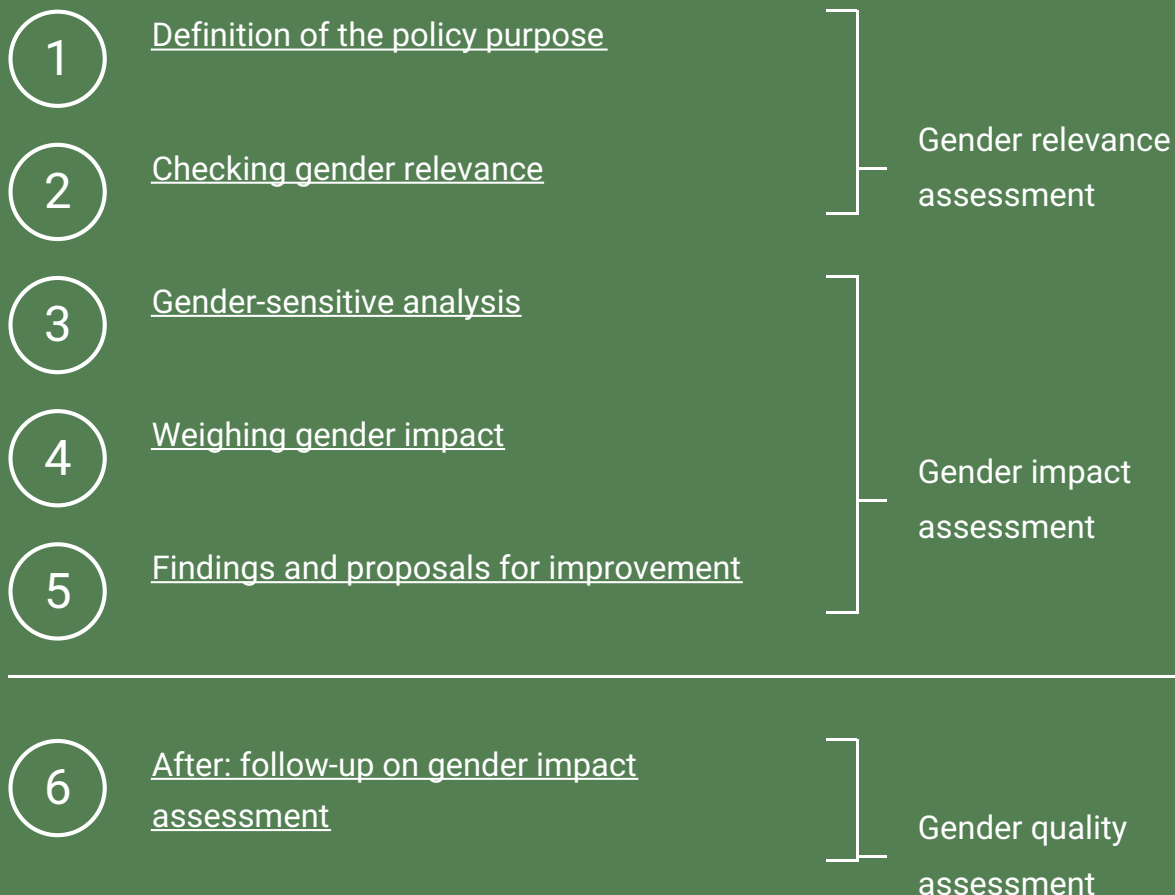 1
Definition of the policy purpose
2
Checking gender relevance
Gender relevance
assessment
3
Gender-sensitive analysis
4
Weighing gender impact
5
Findings and proposals for improvement
Gender impact
assessment
6
After: follow-up on gender impact
assessment
Gender quality
assessment